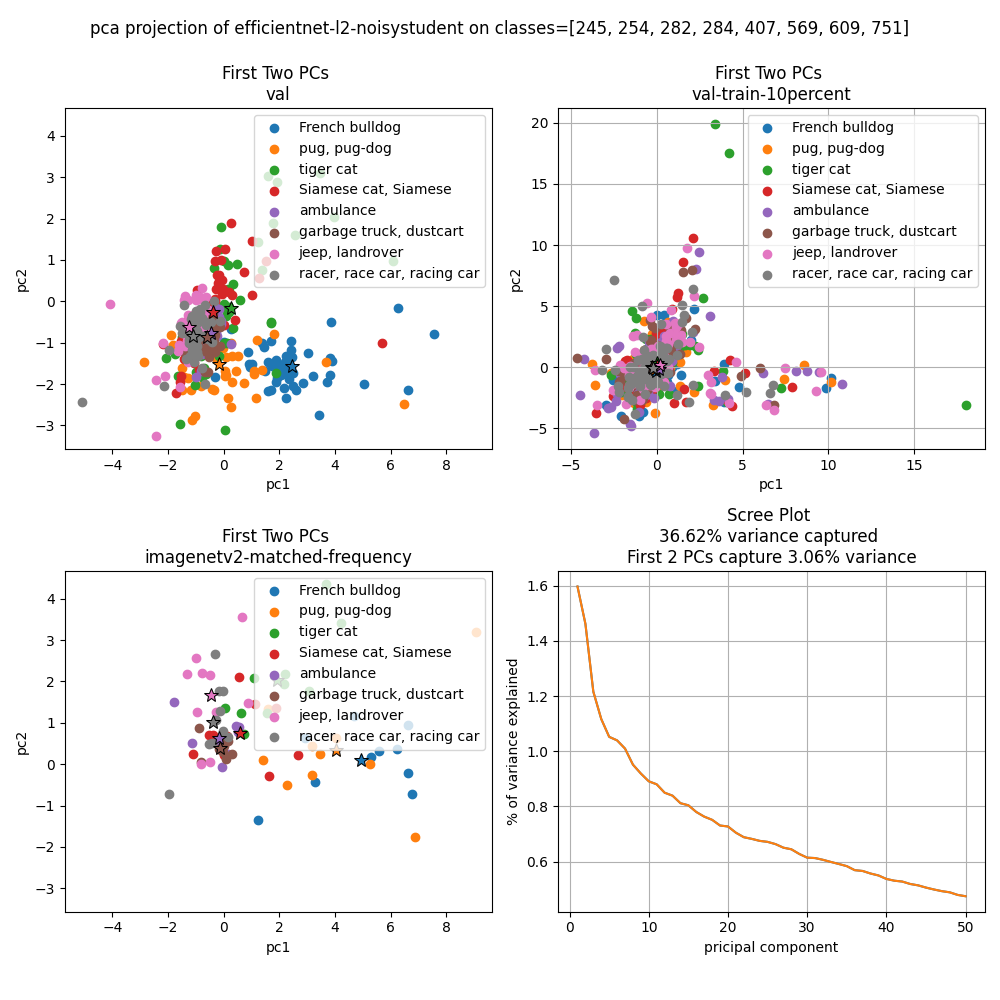 pca projection of efficientnet-l2-noisystudent on classes=[245, 254, 282, 284, 407, 569, 609, 751]
First Two PCs
val
French bulldog
pug, pug-dog
tiger cat
Siamese cat, Siamese
ambulance
garbage truck, dustcart
jeep, landrover
racer, race car, racing car
4
3
2
1
0
−1
−2
−3
pc2
−4
−2
0
2
4
6
8
pc1
First Two PCs
val-train-10percent
French bulldog
pug, pug-dog
tiger cat
Siamese cat, Siamese
ambulance
garbage truck, dustcart
jeep, landrover
racer, race car, racing car
20
15
10
5
0
−5
pc2
−5
0
5
10
15
pc1
First Two PCs
imagenetv2-matched-frequency
French bulldog
pug, pug-dog
tiger cat
Siamese cat, Siamese
ambulance
garbage truck, dustcart
jeep, landrover
racer, race car, racing car
4
3
2
1
0
−1
−2
−3
pc2
−4
−2
0
2
4
6
8
pc1
Scree Plot
36.62% variance captured
First 2 PCs capture 3.06% variance
1.6
1.4
1.2
1.0
0.8
0.6
% of variance explained
0
10
20
30
40
50
pricipal component